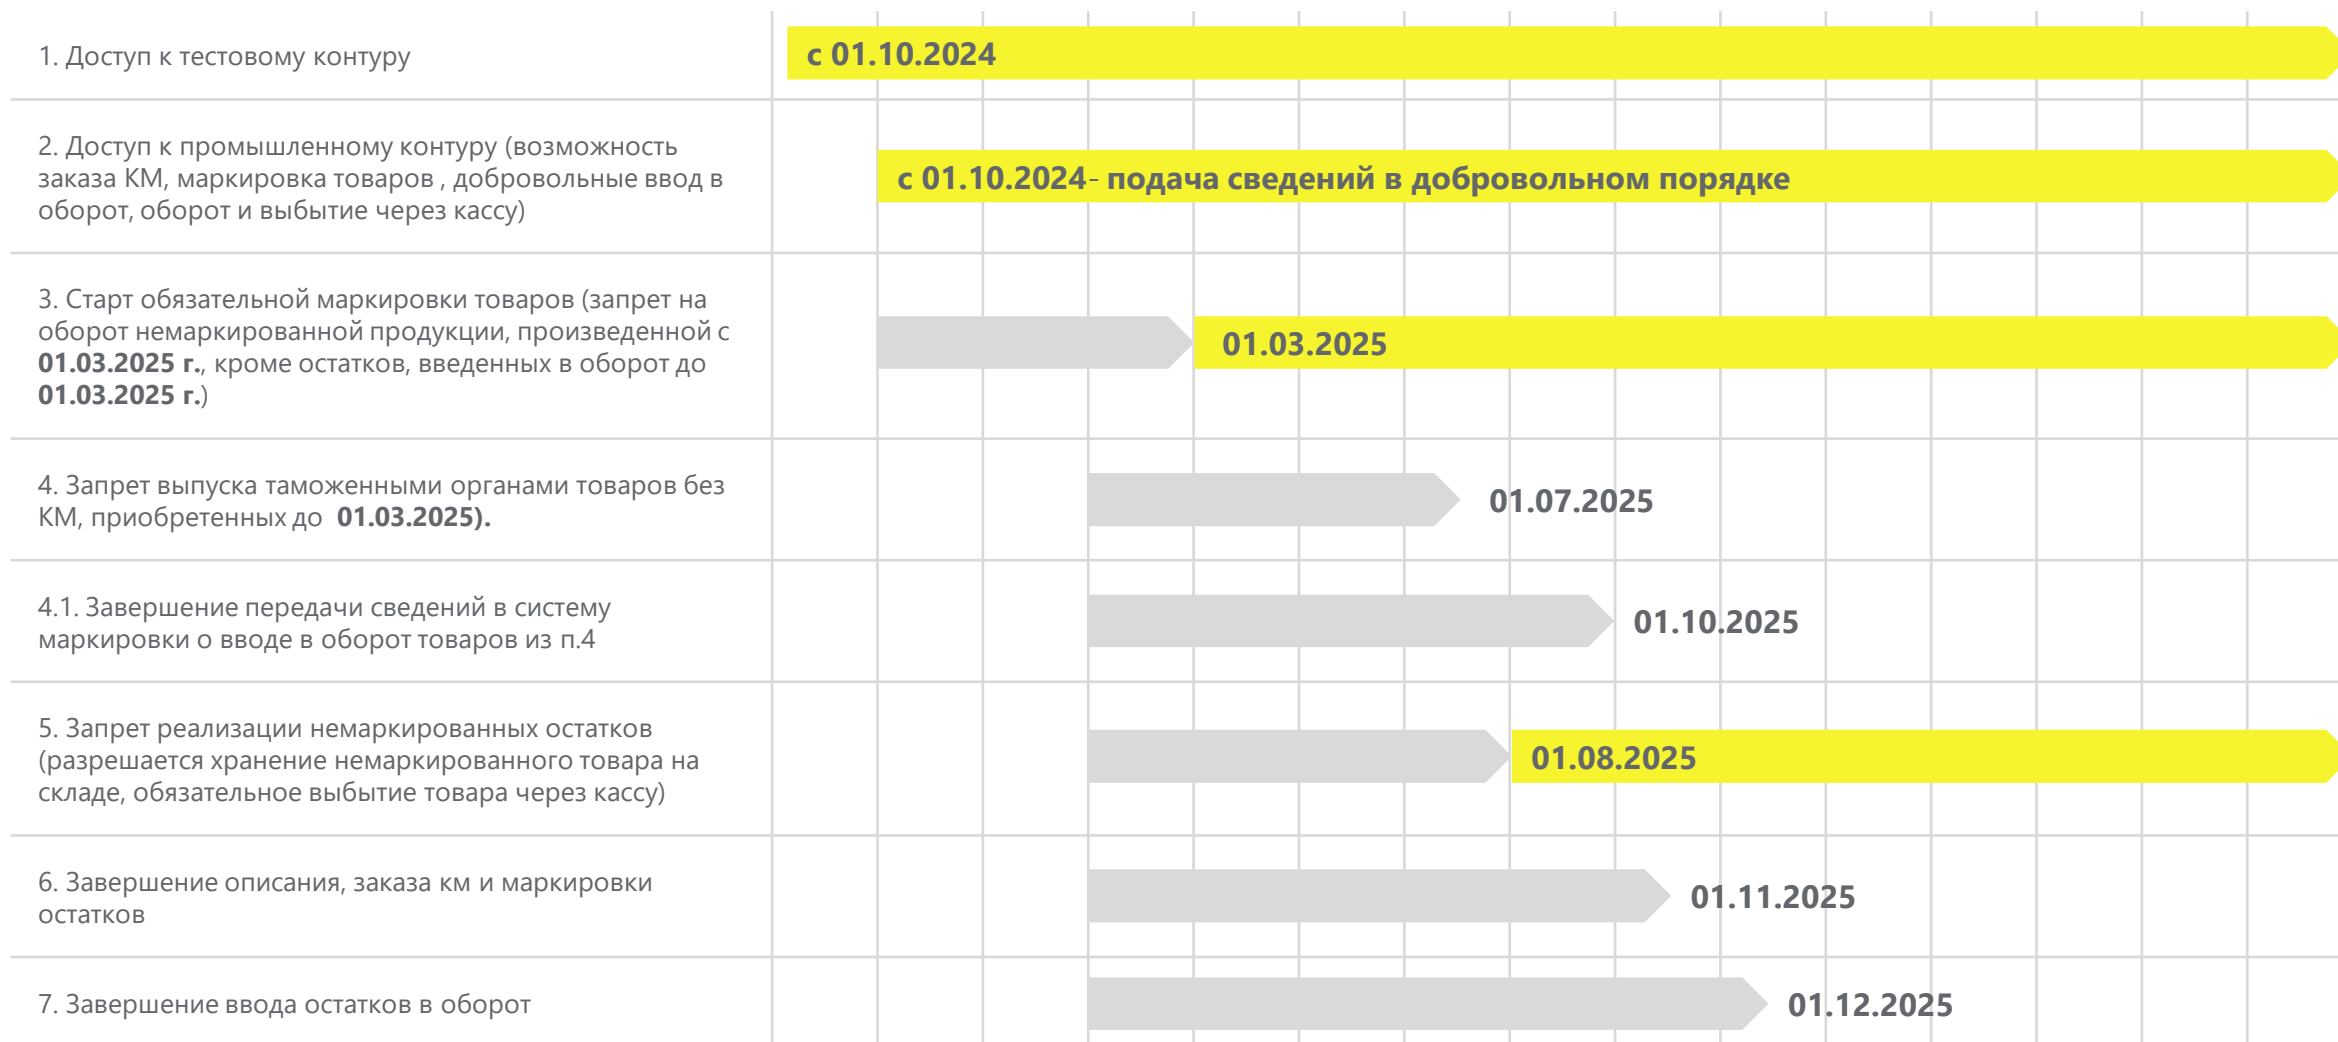 1. Доступ к тестовому контуру
с 01.10.2024
2. Доступ к промышленному контуру (возможность
заказа КМ, маркировка товаров , добровольные ввод в
оборот, оборот и выбытие через кассу)
с 01.10.2024- подача сведений в добровольном порядке
3. Старт обязательной маркировки товаров (запрет на
оборот немаркированной продукции, произведенной с
01.03.2025 г., кроме остатков, введенных в оборот до
01.03.2025 г.)
01.03.2025
4. Запрет выпуска таможенными органами товаров без
КМ, приобретенных до 01.03.2025).
01.07.2025
4.1. Завершение передачи сведений в систему
маркировки о вводе в оборот товаров из п.4
01.10.2025
5. Запрет реализации немаркированных остатков
(разрешается хранение немаркированного товара на
складе, обязательное выбытие товара через кассу)
01.08.2025
6. Завершение описания, заказа км и маркировки
остатков
01.11.2025
7. Завершение ввода остатков в оборот
01.12.2025